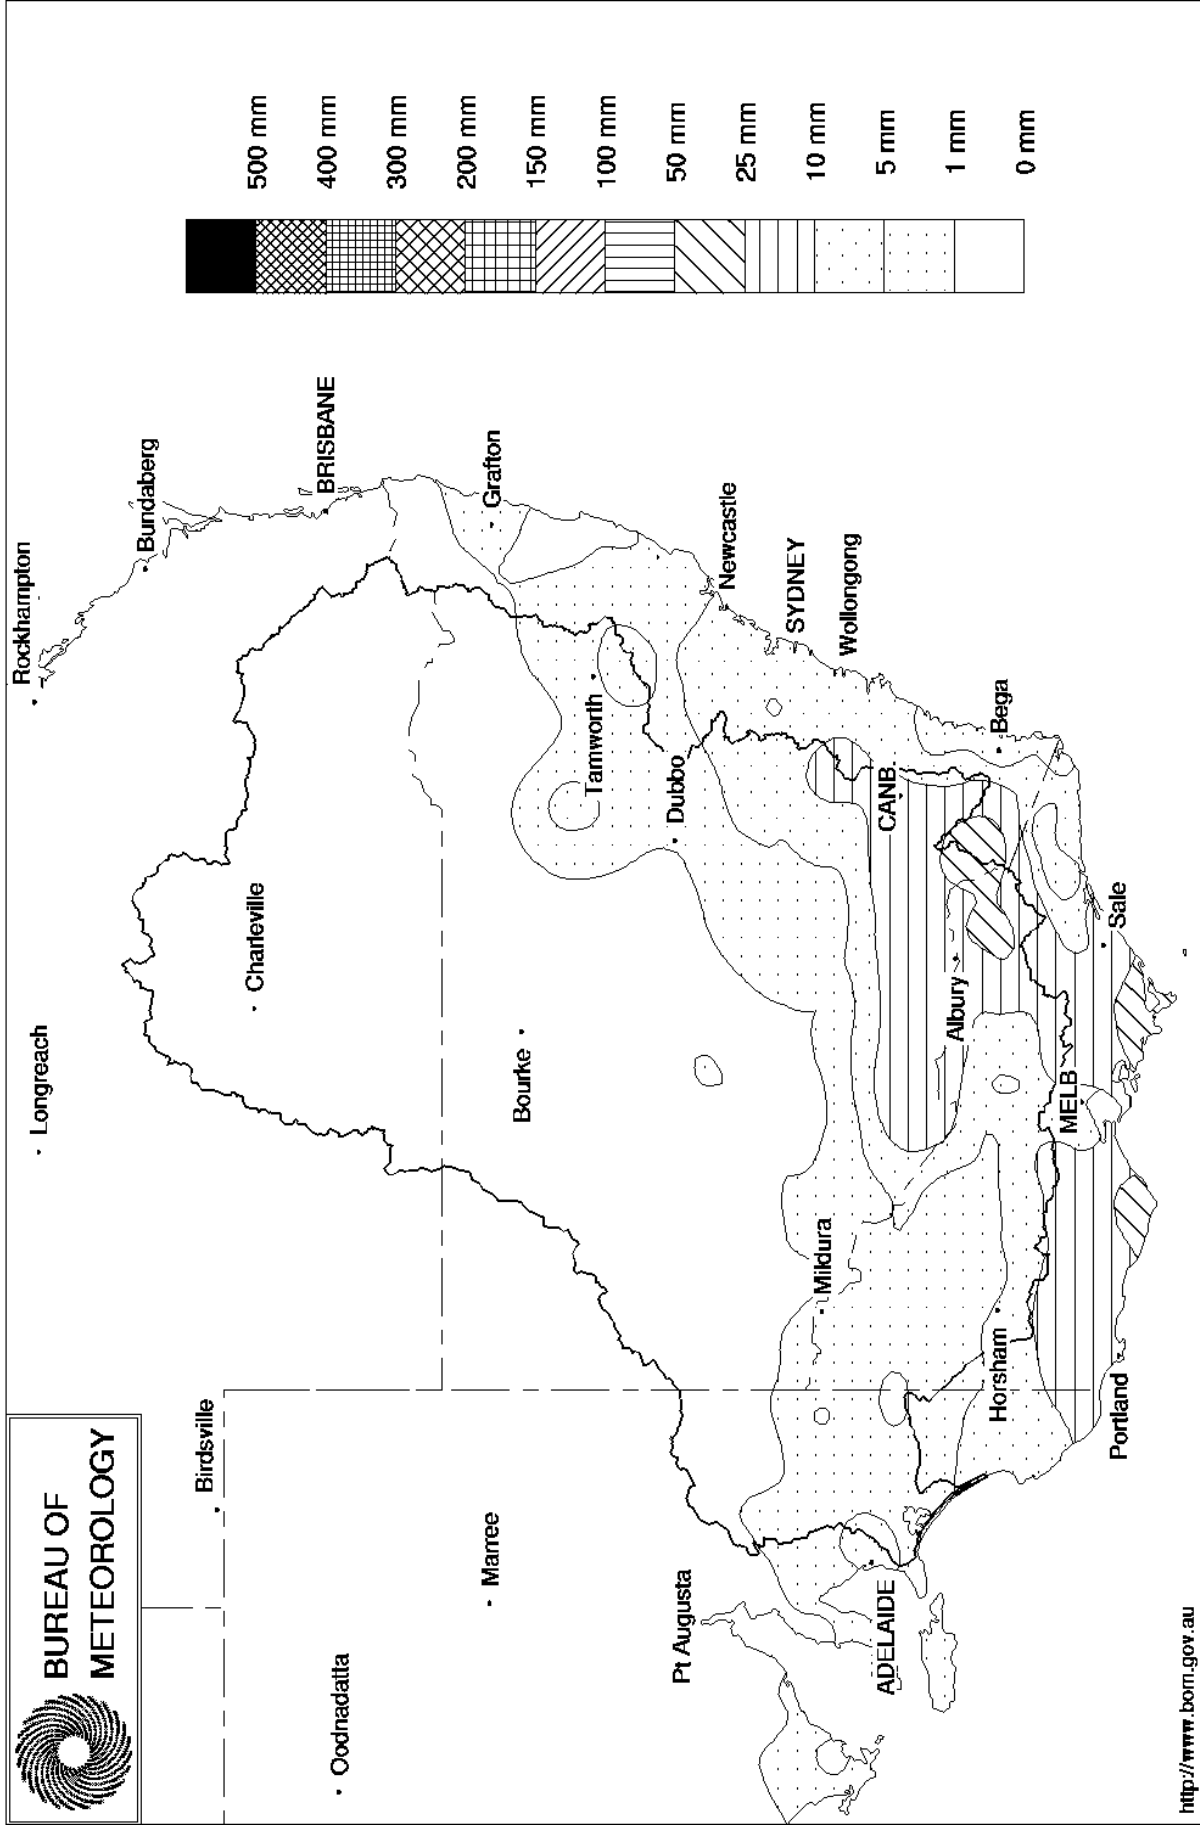 BUREAU OF
METEOROLOGY
500 mm
400 mm
300 mm
200 mm
150 mm
100 mm
50 mm
25 mm
10 mm
5 mm
1 mm
0 mm
Rockhampton
Bundaberg
BRISBANE
Grafton
Newcastle
SYDNEY
Wollongong
Bega
Longreach
Charleville
Tamworth
Dubbo
CANB.
Bourke
Albury
Sale
MELB
Mildura
Birdsville
Horsham
Portland
Marree
Oodnadatta
Pt Augusta
ADELAIDE
http://www.bom.gov.au